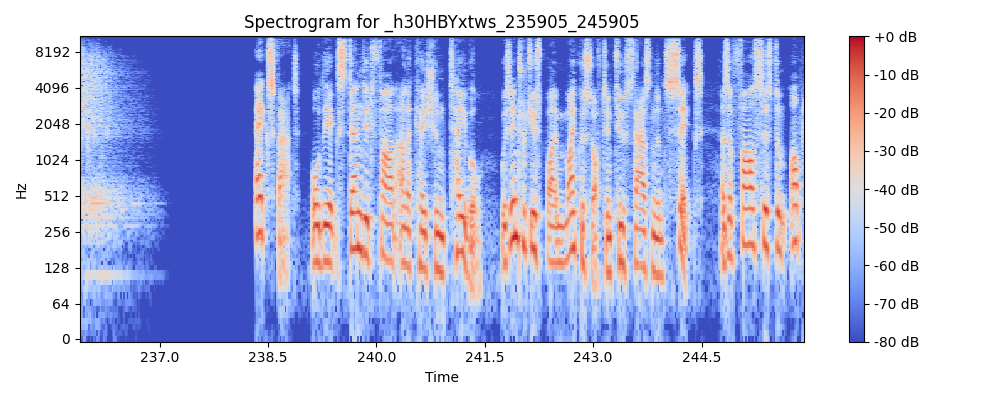 Spectrogram for _h30HBYxtws_235905_245905
8192
4096
2048
1024
512
256
128
64
0
Hz
237.0 238.5 240.0 241.5 243.0 244.5
Time
+0 dB
-10 dB
-20 dB
-30 dB
-40 dB
-50 dB
-60 dB
-70 dB
-80 dB